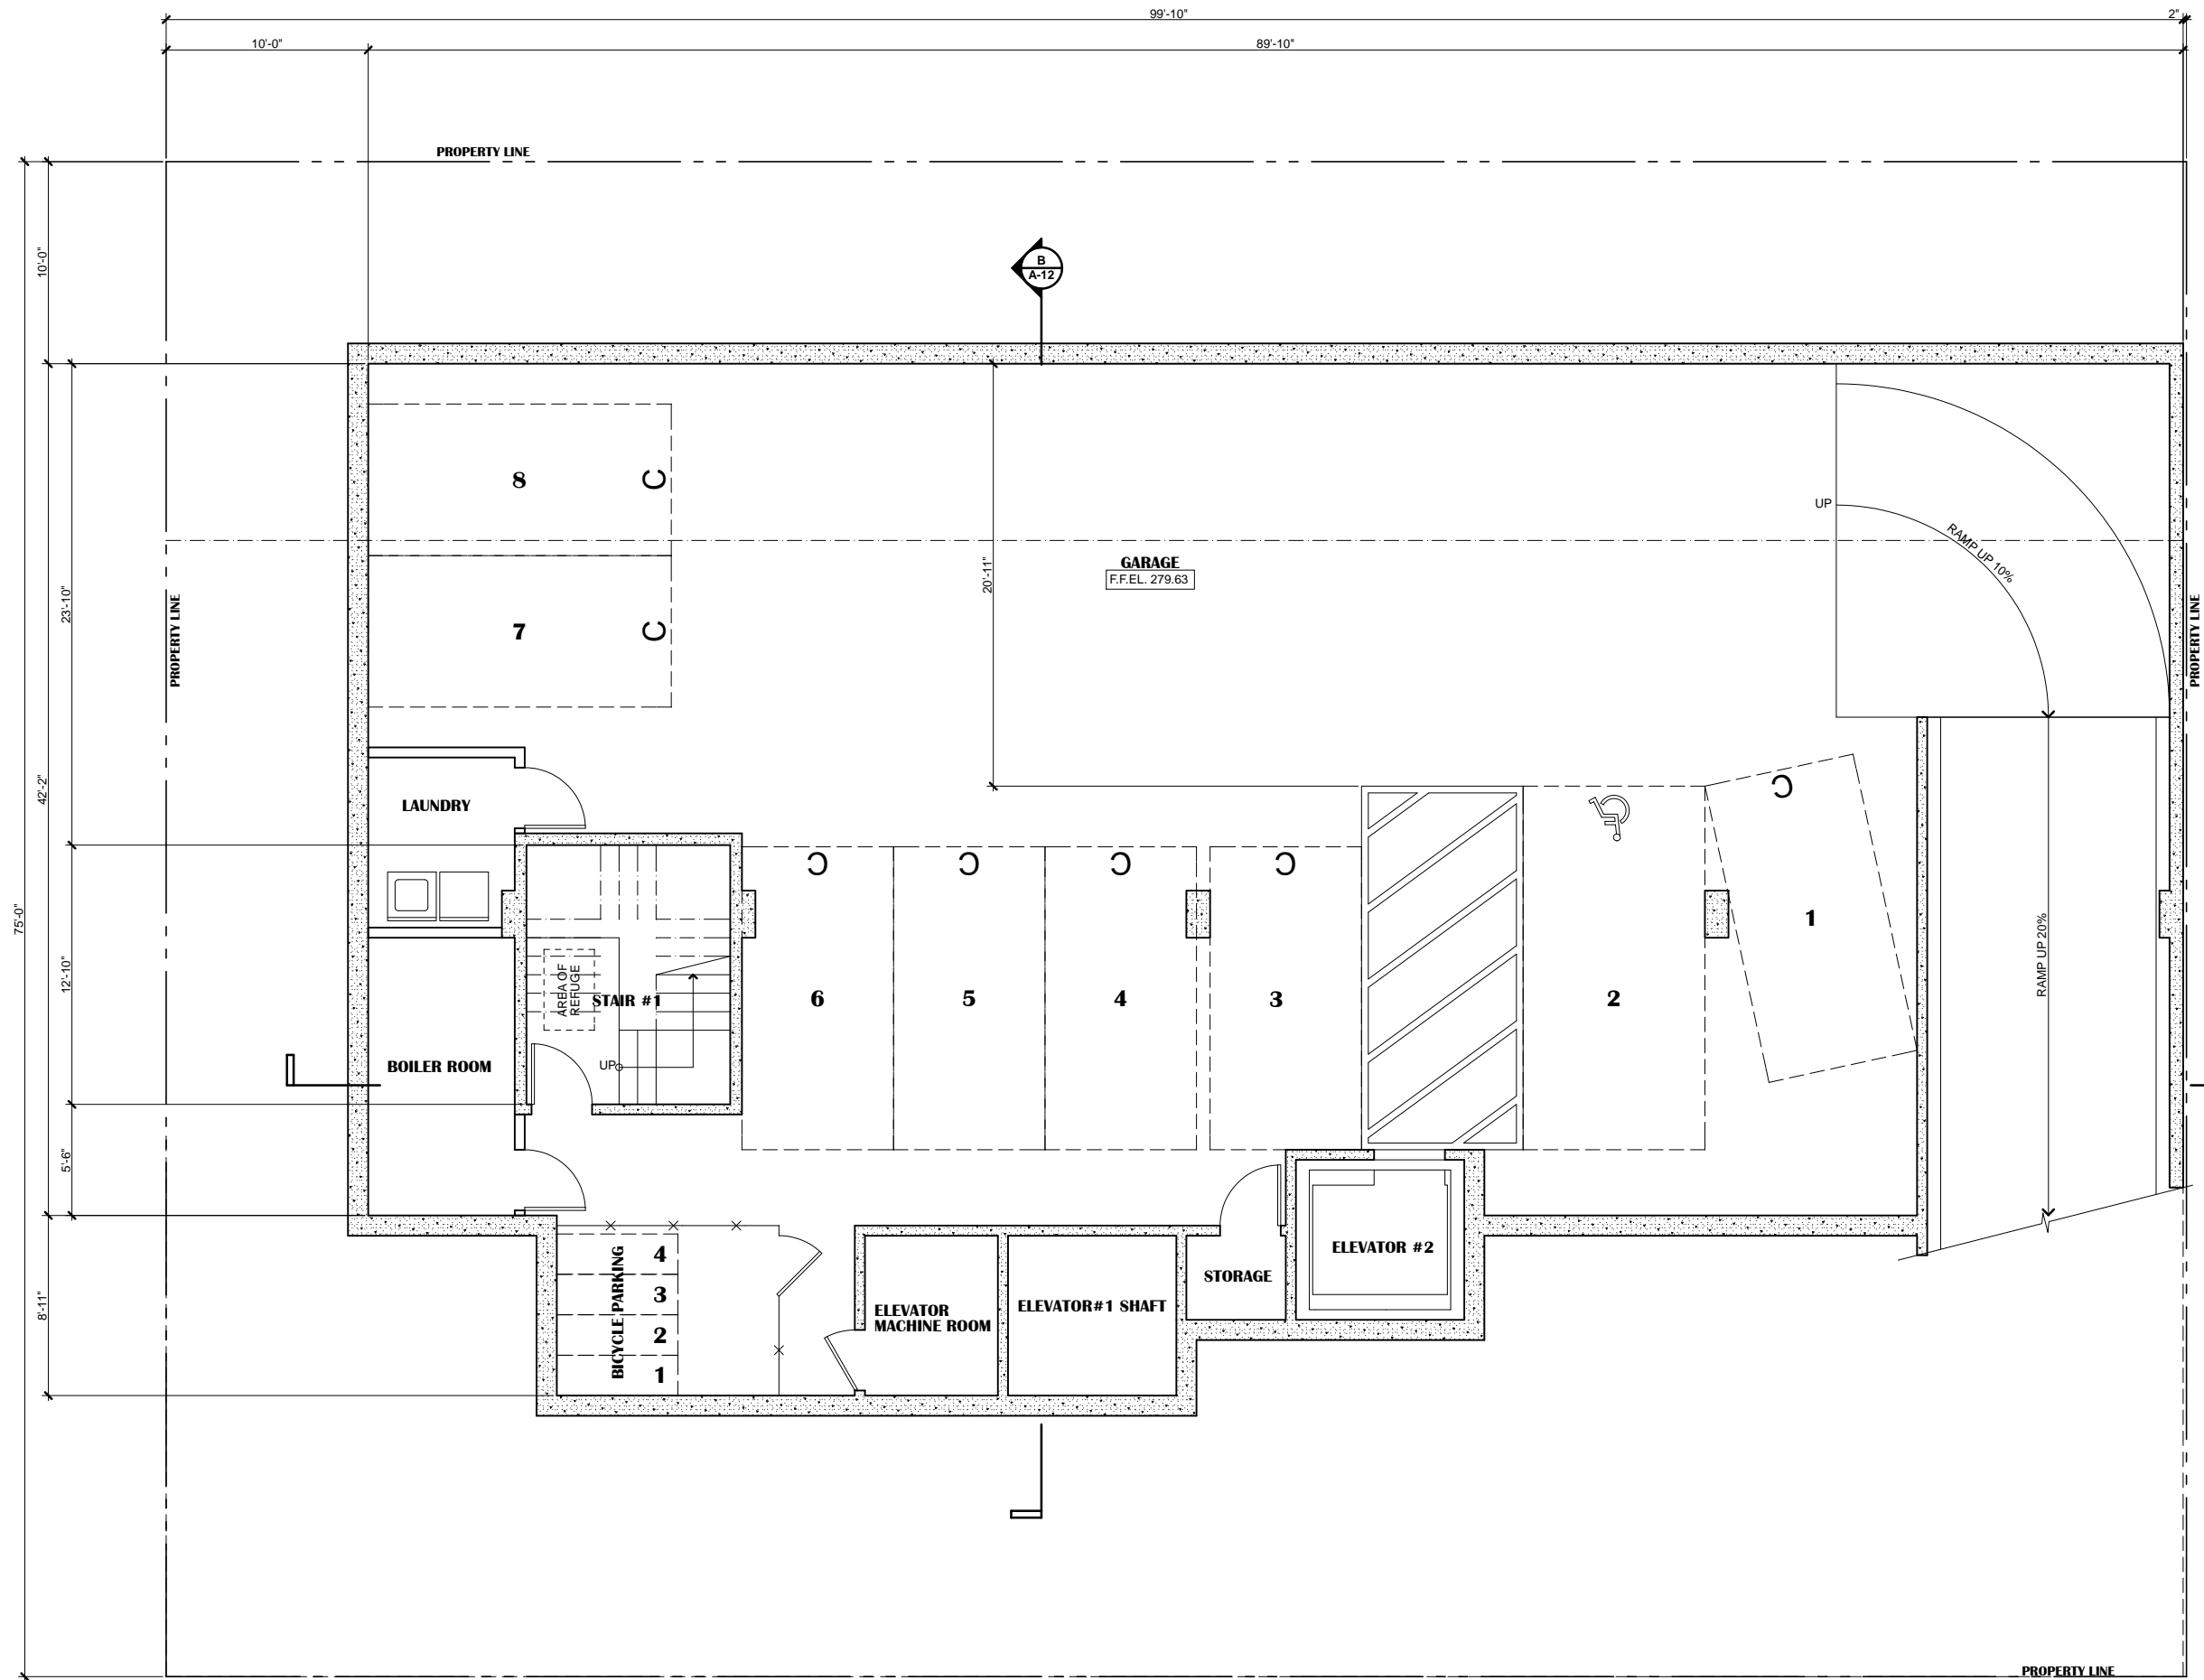 99'-10"
2"
10'-0"
89'-10"
PROPERTY LINE
10'-0"
B
A-12
8
C
UP
RAMP UP 10%
GARAGE
F.F.EL. 279.63
20'-11"
23'-10"
PROPERTY LINE
PROPERTY LINE
7
C
42'-2"
LAUNDRY
C
C
C
C
C
75'-0"
12'-10"
1
RAMP UP 20%
AREA OF
REFUGE
STAIR #1
6
5
4
3
2
BOILER ROOM
UP
5'-6"
BICYCLE PARKING
4
3
2
1
ELEVATOR #2
STORAGE
ELEVATOR
MACHINE ROOM
ELEVATOR#1 SHAFT
8'-11"
PROPERTY LINE